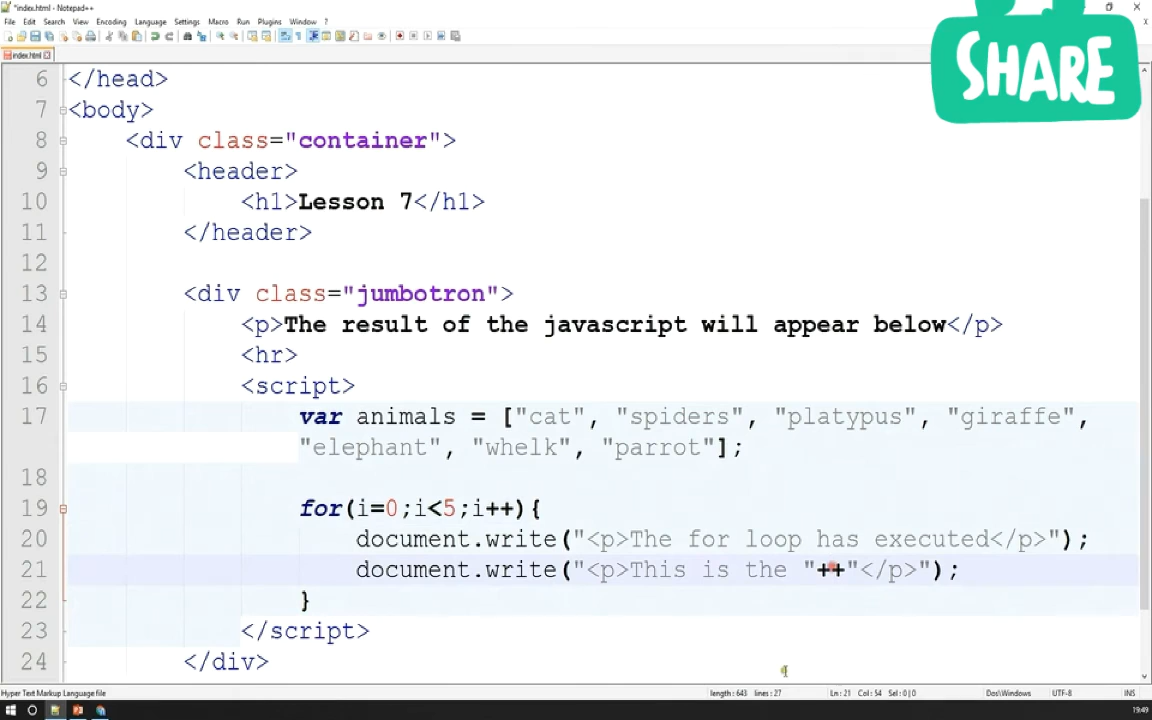 *index.html - Notepad++
File Edit Search View Encoding Language Settings Macro Run Plugins Window ?
index.html
SHARE
6 </head>
7 <body>
8 <div class="container">
9 <header>
10 <h1>Lesson 7</h1>
11 </header>
12
13 <div class="jumbotron">
14 <p>The result of the javascript will appear below</p>
15 <hr>
16 <script>
17 var animals = ["cat", "spiders", "platypus", "giraffe",
"elephant", "whelk", "parrot"];
18
19 for(i=0;i<5;i++){
20 document.write("<p>The for loop has executed</p>");
21 document.write("<p>This is the "++"</p>");
22 }
23 </script>
24 </div>
Hyper Text Markup Language file length: 643 lines: 27 Ln:21 Col:54 Sel:0|0 Dos\Windows UTF-8 INS
19:49